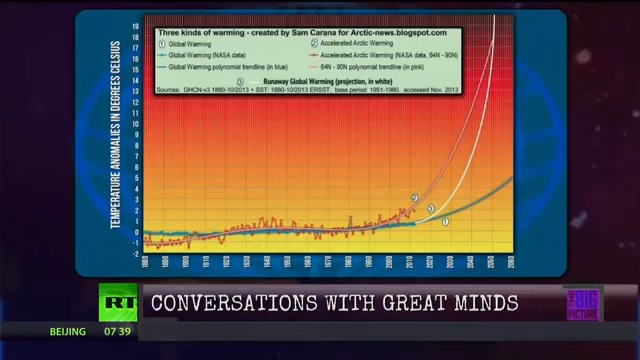 Three kinds of warming - created by Sam Carana for Arctic-news.blogspot.com
① Global Warming ② Accelerated Arctic Warming
Global Warming (NASA data) Accelerated Arctic Warming (NASA data, 64N - 90N)
Global Warming polynomial trendline (in blue) 64N - 90N polynomial trendline (in pink)
③ Runaway Global Warming (projection, in white)
Sources: GHCN-v3 1880-10/2013 + SST: 1880-10/2013 ERSST, base period: 1951-1980, accessed Nov. 2013
TEMPERATURE ANOMALIES IN DEGREES CELSIUS
19
18
17
16
15
14
13
12
11
10
9
8
7
6
5
4
3
2
1
0
-1
-2
② ③ ①
1880 1890 1900 1910 1920 1930 1940 1950 1960 1970 1980 1990 2000 2010 2020 2030 2040 2050 2060
RT CONVERSATIONS WITH GREAT MINDS THE BIG PICTURE
BEIJING 07:39